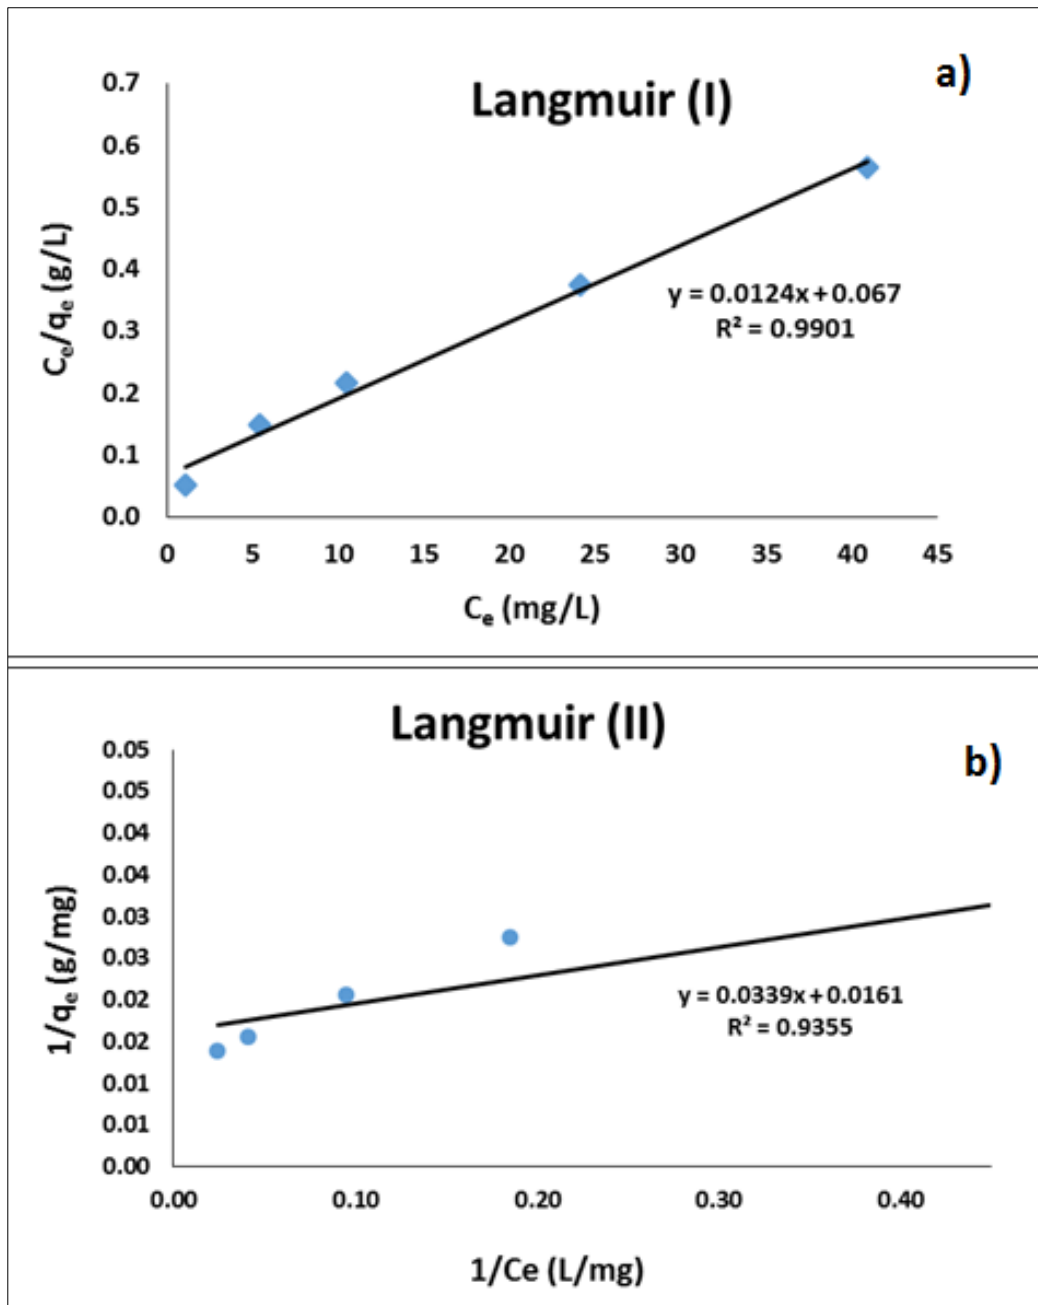 a)
Langmuir (I)
0.7
0.6
0.5
0.4
0.3
0.2
0.1
0.0
Cₑ/qₑ (g/L)
y = 0.0124x + 0.067
R² = 0.9901
0 5 10 15 20 25 30 35 40 45
Cₑ (mg/L)
Langmuir (II)
b)
0.05
0.05
0.04
0.04
0.03
0.03
0.02
0.02
0.01
0.01
0.00
1/qₑ (g/mg)
y = 0.0339x + 0.0161
R² = 0.9355
0.00 0.10 0.20 0.30 0.40
1/Ce (L/mg)